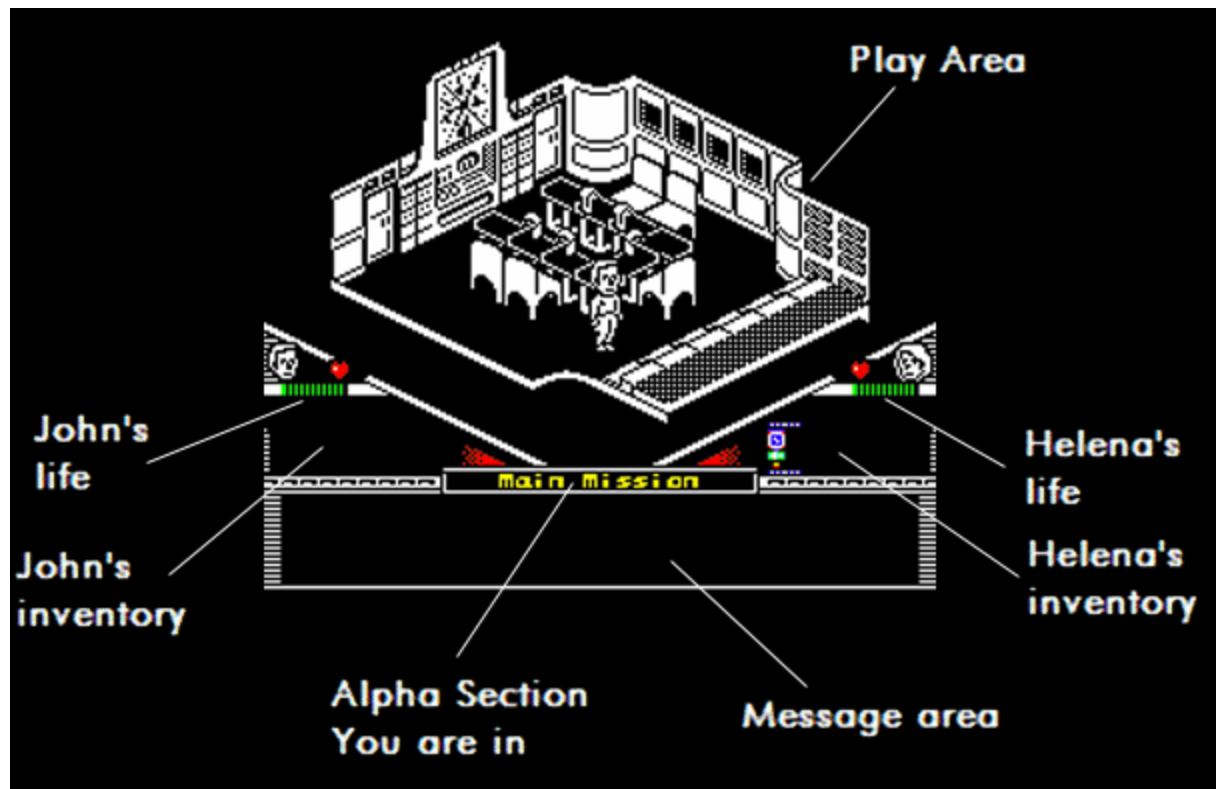 Play Area
John's
life
Helena's
life
Main Mission
John's
inventory
Helena's
inventory
Alpha Section
You are in
Message area